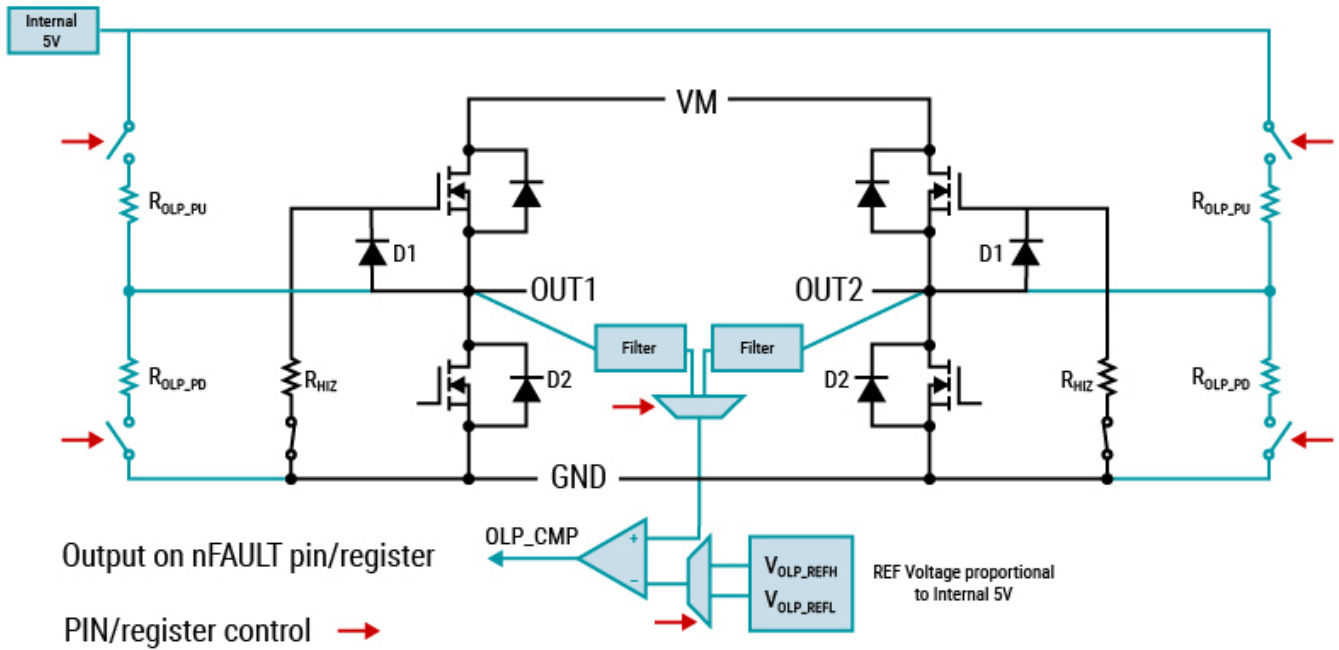 Internal
5V
VM
R_OLP_PU
R_OLP_PU
D1
D1
OUT1
OUT2
Filter
Filter
R_OLP_PD
R_HIZ
D2
D2
R_HIZ
R_OLP_PD
GND
OLP_CMP
+
−
Output on nFAULT pin/register
V_OLP_REFH
V_OLP_REFL
REF Voltage proportional
to Internal 5V
PIN/register control